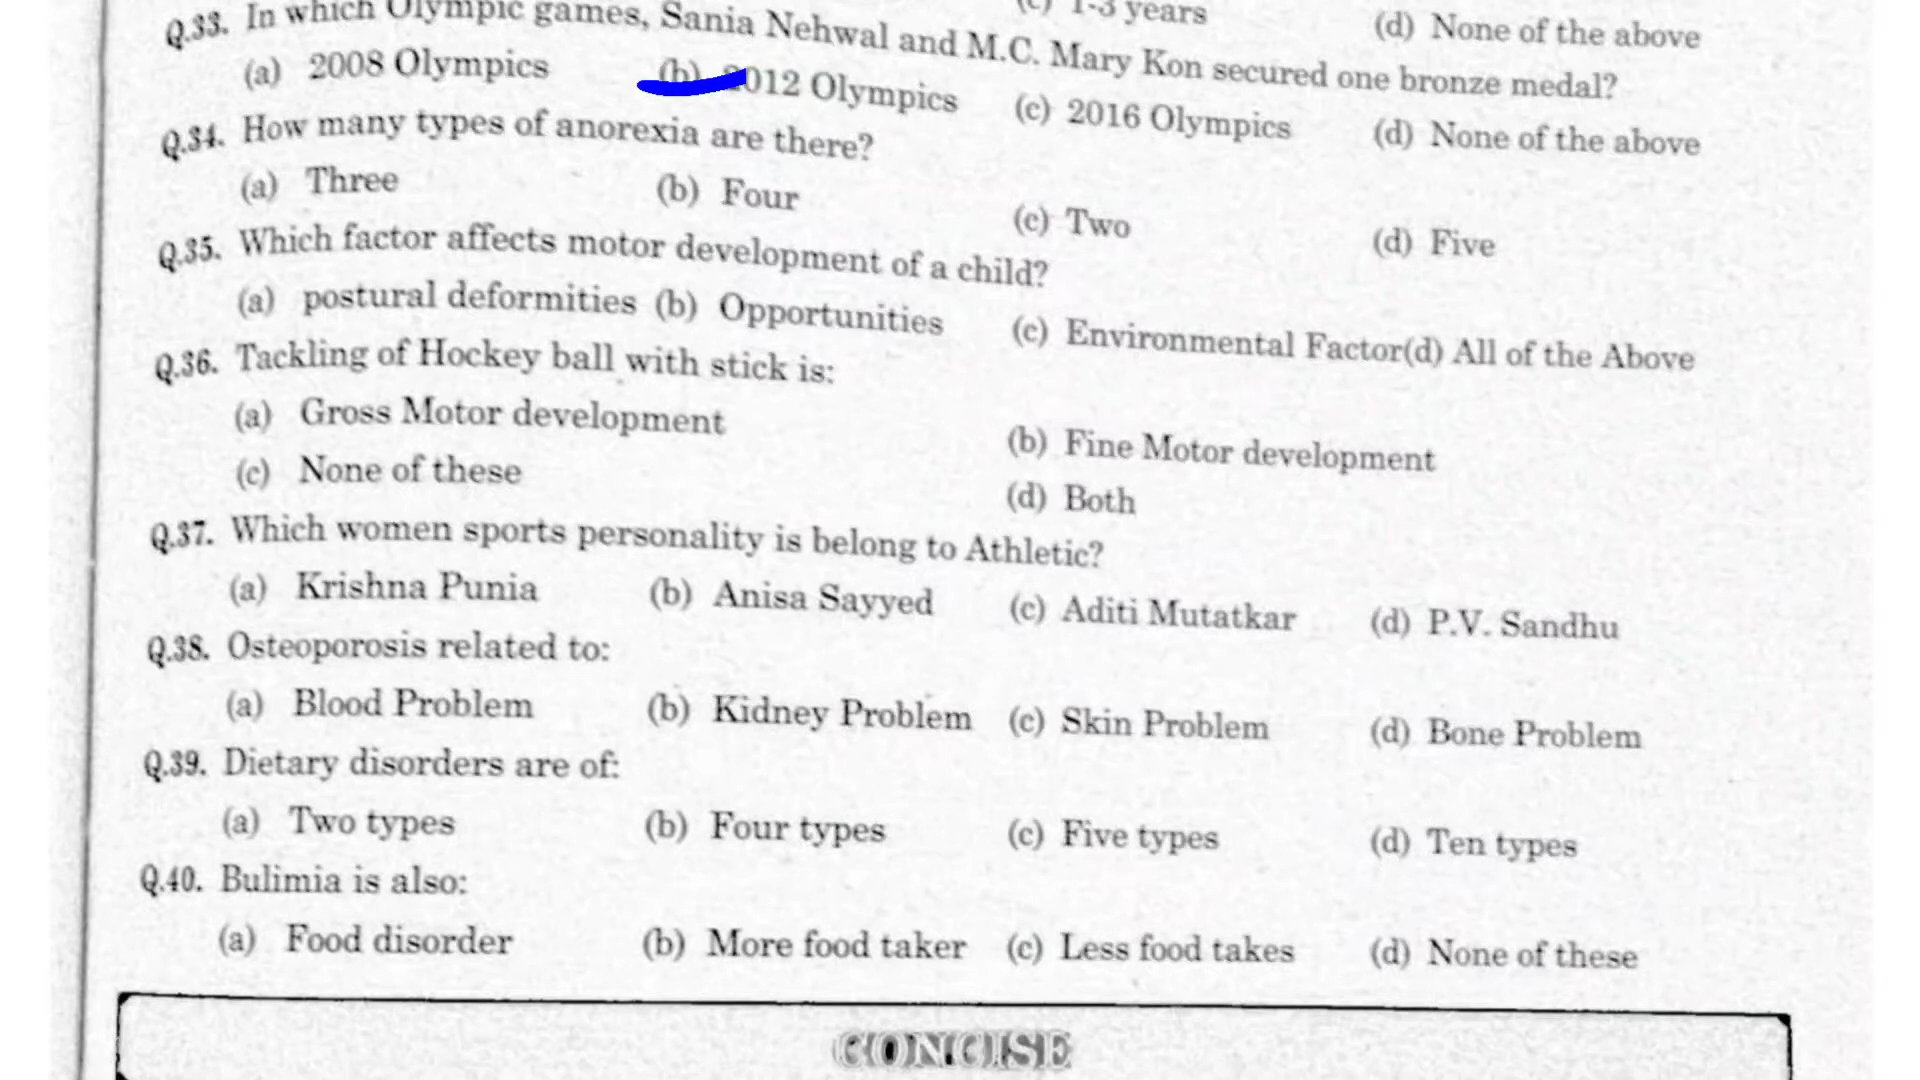 (c) 1-3 years (d) None of the above
Q.33. In which Olympic games, Sania Nehwal and M.C. Mary Kon secured one bronze medal?
(a) 2008 Olympics (b) 2012 Olympics (c) 2016 Olympics (d) None of the above
Q.34. How many types of anorexia are there?
(a) Three (b) Four (c) Two (d) Five
Q.35. Which factor affects motor development of a child?
(a) postural deformities (b) Opportunities (c) Environmental Factor(d) All of the Above
Q.36. Tackling of Hockey ball with stick is:
(a) Gross Motor development (b) Fine Motor development
(c) None of these (d) Both
Q.37. Which women sports personality is belong to Athletic?
(a) Krishna Punia (b) Anisa Sayyed (c) Aditi Mutatkar (d) P.V. Sandhu
Q.38. Osteoporosis related to:
(a) Blood Problem (b) Kidney Problem (c) Skin Problem (d) Bone Problem
Q.39. Dietary disorders are of:
(a) Two types (b) Four types (c) Five types (d) Ten types
Q.40. Bulimia is also:
(a) Food disorder (b) More food taker (c) Less food takes (d) None of these
CONCISE